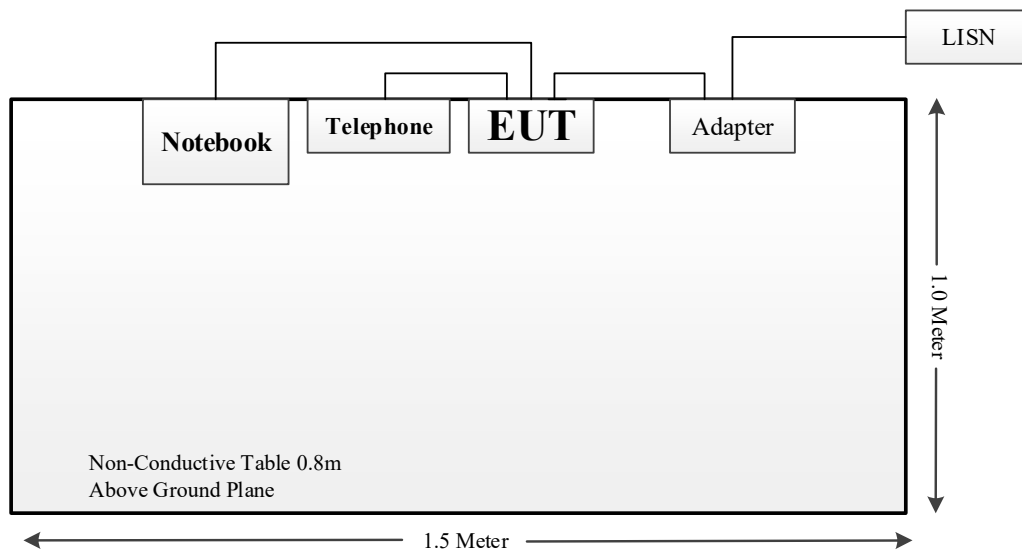 LISN
Notebook
Telephone
EUT
Adapter
1.0 Meter
Non-Conductive Table 0.8m
Above Ground Plane
1.5 Meter